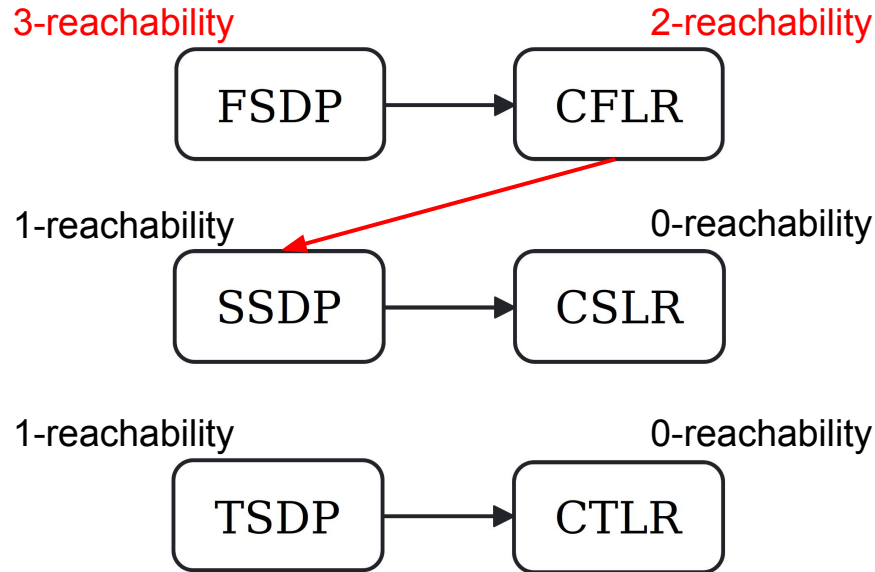 3-reachability
2-reachability
FSDP
CFLR
1-reachability
0-reachability
SSDP
CSLR
1-reachability
0-reachability
TSDP
CTLR